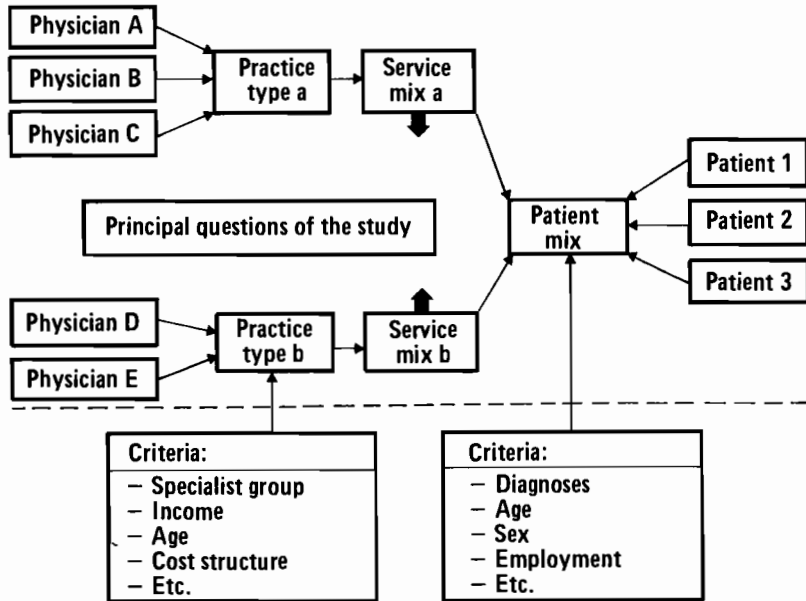 Physician A
Physician B
Physician C
Practice
type a
Service
mix a
Patient 1
Patient 2
Patient 3
Patient
mix
Principal questions of the study
Physician D
Physician E
Practice
type b
Service
mix b
Criteria:
– Specialist group
– Income
– Age
– Cost structure
– Etc.
Criteria:
– Diagnoses
– Age
– Sex
– Employment
– Etc.